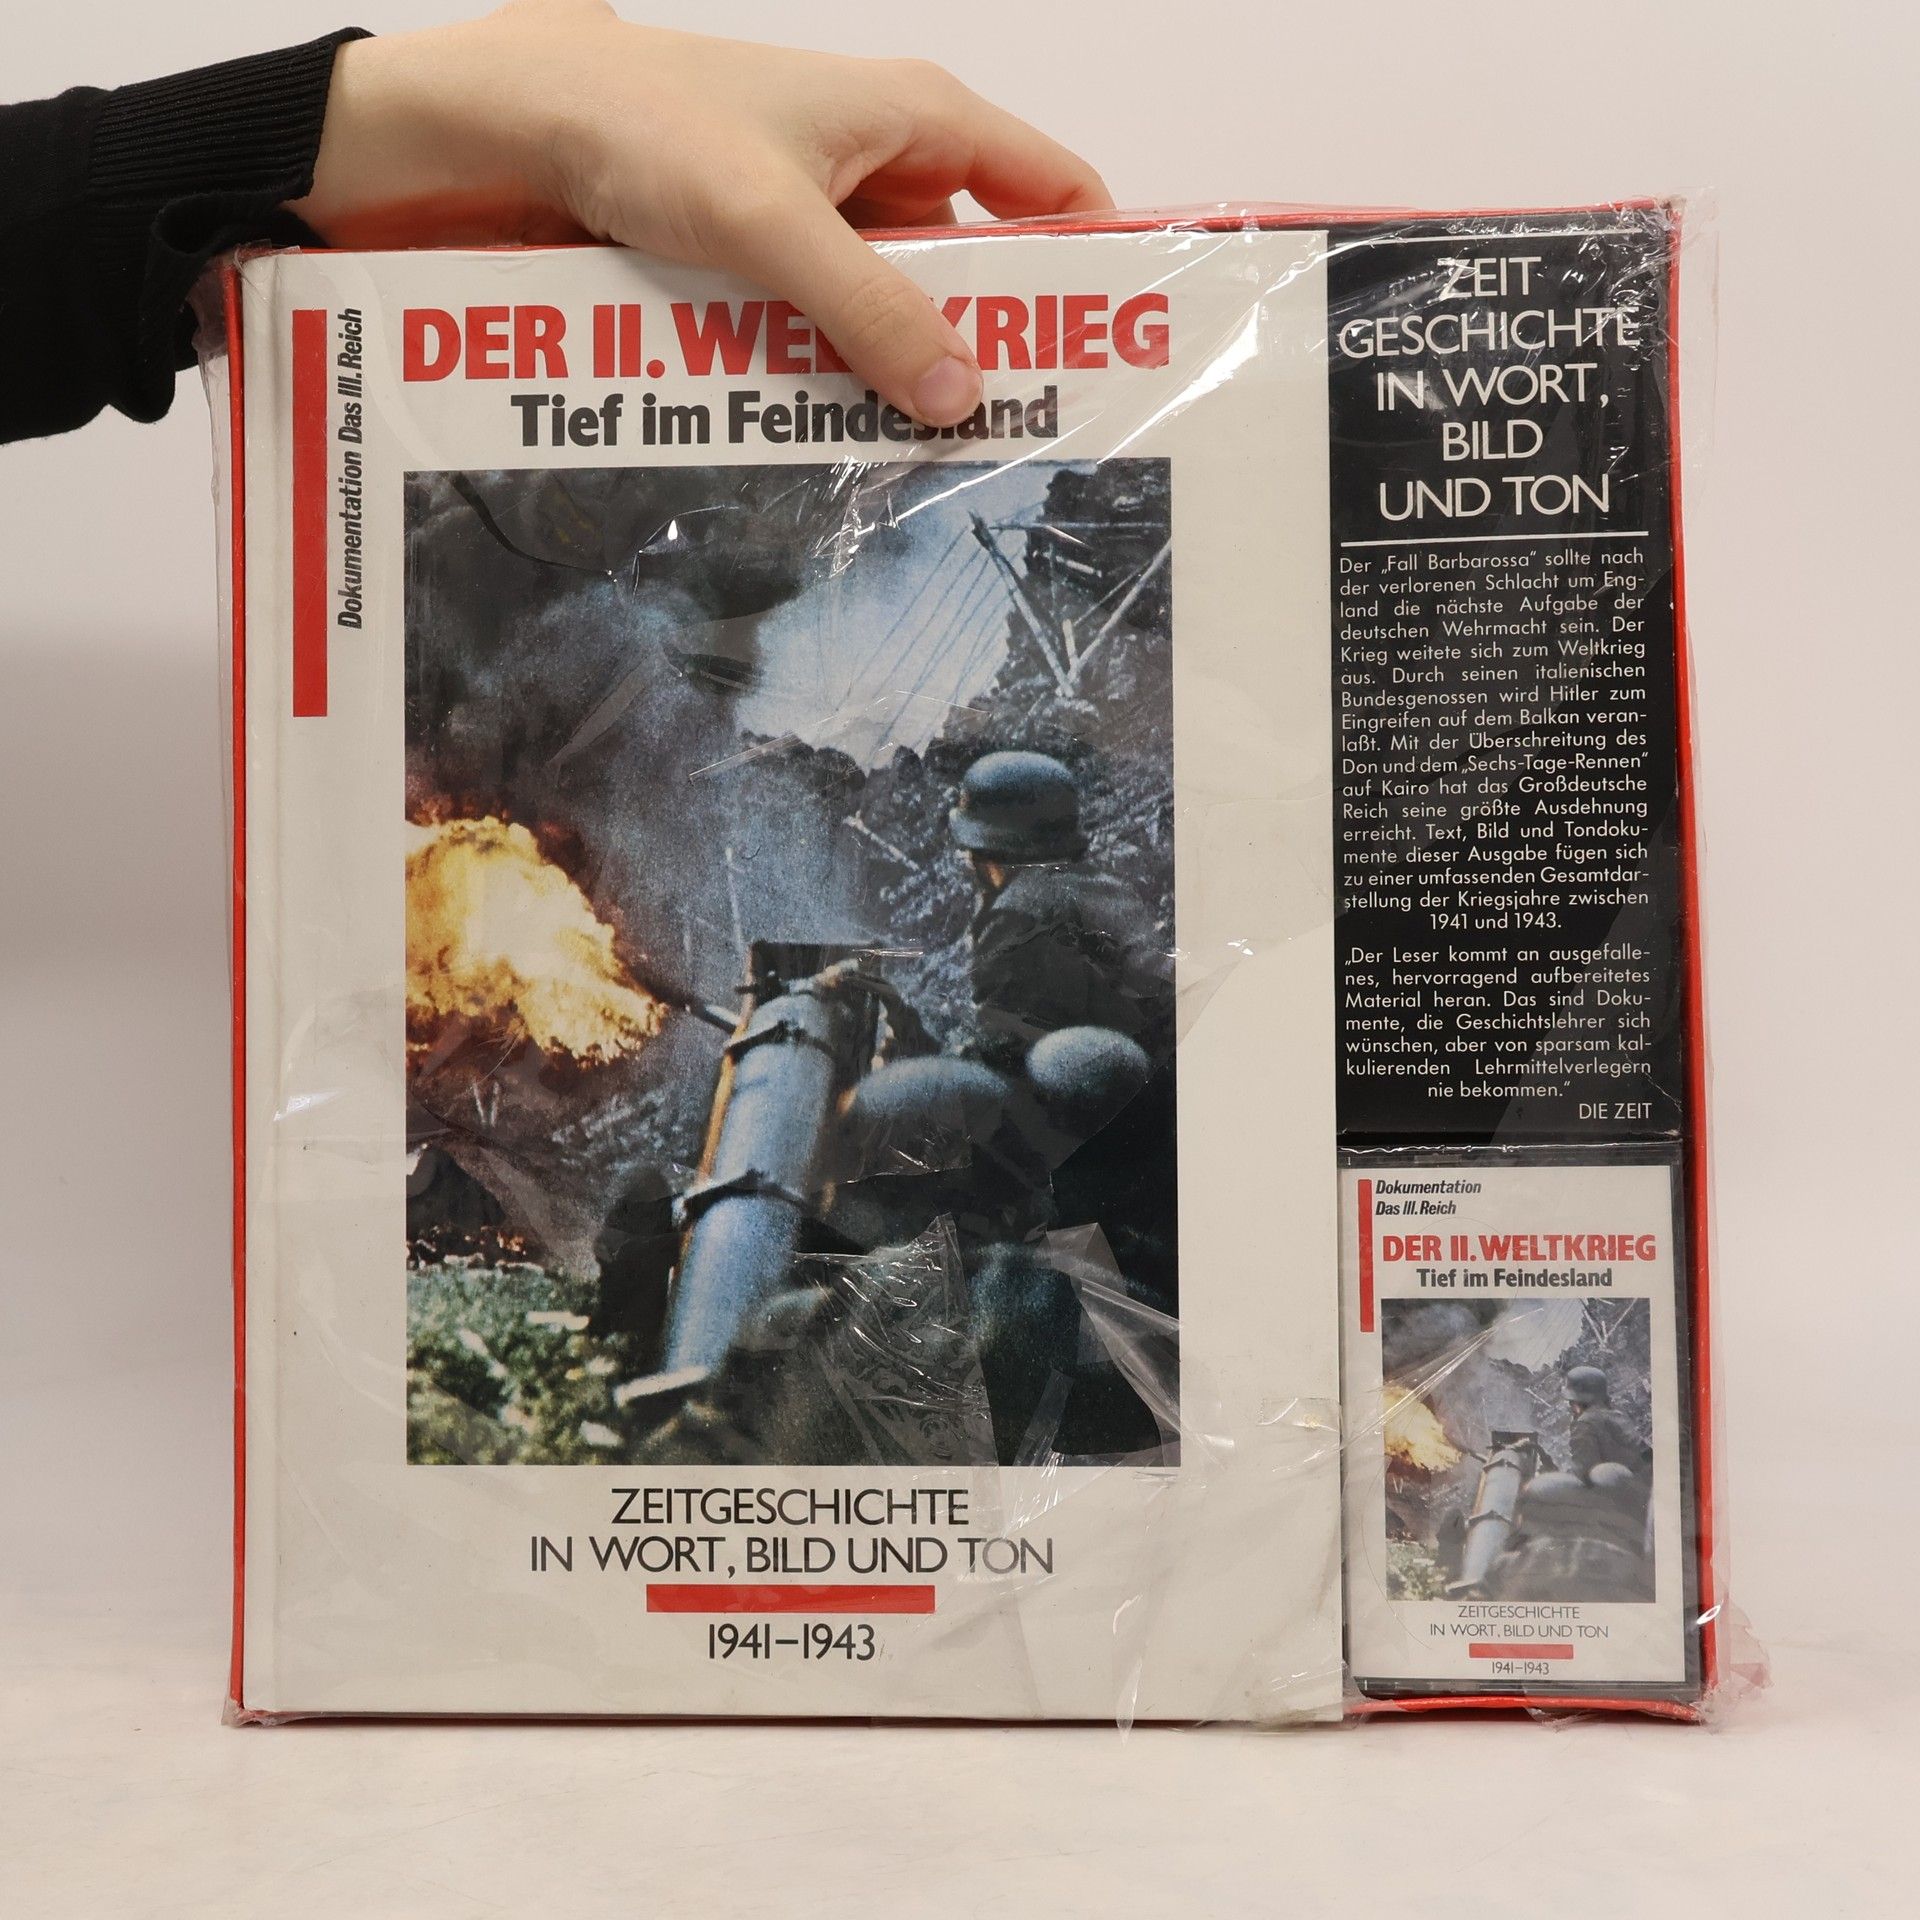 Dokumentation Das III. Reich
DER II. WELTKRIEG
Tief im Feindesland
ZEITGESCHICHTE
IN WORT, BILD UND TON
1941–1943
ZEIT
GESCHICHTE
IN WORT,
BILD
UND TON
Der „Fall Barbarossa“ sollte nach
der verlorenen Schlacht um Eng-
land die nächste Aufgabe der
deutschen Wehrmacht sein. Der
Krieg weitete sich zum Weltkrieg
aus. Durch seinen italienischen
Bundesgenossen wird Hitler zum
Eingreifen auf dem Balkan veran-
laßt. Mit der Überschreitung des
Don und dem „Sechs-Tage-Rennen“
auf Kairo hat das Großdeutsche
Reich seine größte Ausdehnung
erreicht. Text, Bild und Tondoku-
mente dieser Ausgabe fügen sich
zu einer umfassenden Gesamtdar-
stellung der Kriegsjahre zwischen
1941 und 1943.
„Der Leser kommt an ausgefalle-
nes, hervorragend aufbereitetes
Material heran. Das sind Doku-
mente, die Geschichtslehrer sich
wünschen, aber von sparsam kal-
kulierenden Lehrmittelverlegern
nie bekommen.“
DIE ZEIT
Dokumentation
Das III. Reich
DER II. WELTKRIEG
Tief im Feindesland
ZEITGESCHICHTE
IN WORT, BILD UND TON
1941–1943